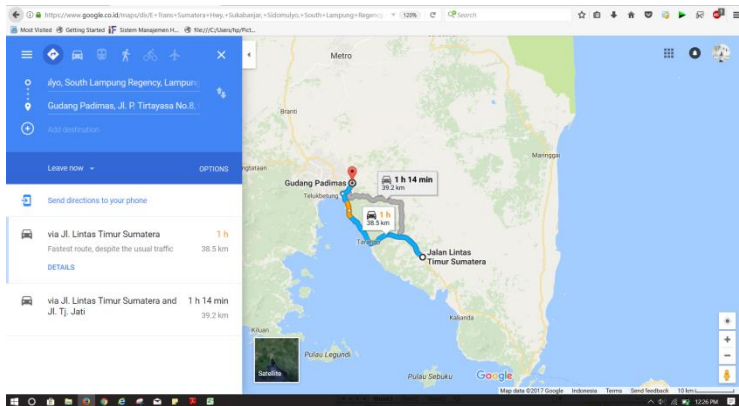 https://www.google.co.id/maps/dir/E+Trans+Sumatera+Hwy,+Sukabanjar,+Sidomulyo,+South+Lampung+Regency
120%
Search
Most Visited
Getting Started
Sistem Manajemen H...
file:///C:/Users/hp/Pict...
lyo, South Lampung Regency, Lampung
Gudang Padimas, Jl. P. Tirtayasa No.8,
Add destination
Leave now
OPTIONS
Send directions to your phone
via Jl. Lintas Timur Sumatera
1 h
Fastest route, despite the usual traffic
38.5 km
DETAILS
via Jl. Lintas Timur Sumatera and
1 h 14 min
Jl. Tj. Jati
39.2 km
Metro
Branti
Maringgai
Gudang Padimas
1 h 14 min
39.2 km
Telukbetung
1 h
38.5 km
Jalan Lintas
Timur Sumatera
Kalianda
Kiluan
Pulau Legundi
Pulau Sebuku
Satellite
Google
Map data ©2017 Google
Indonesia
Terms
Send feedback
10 km
12:26 PM